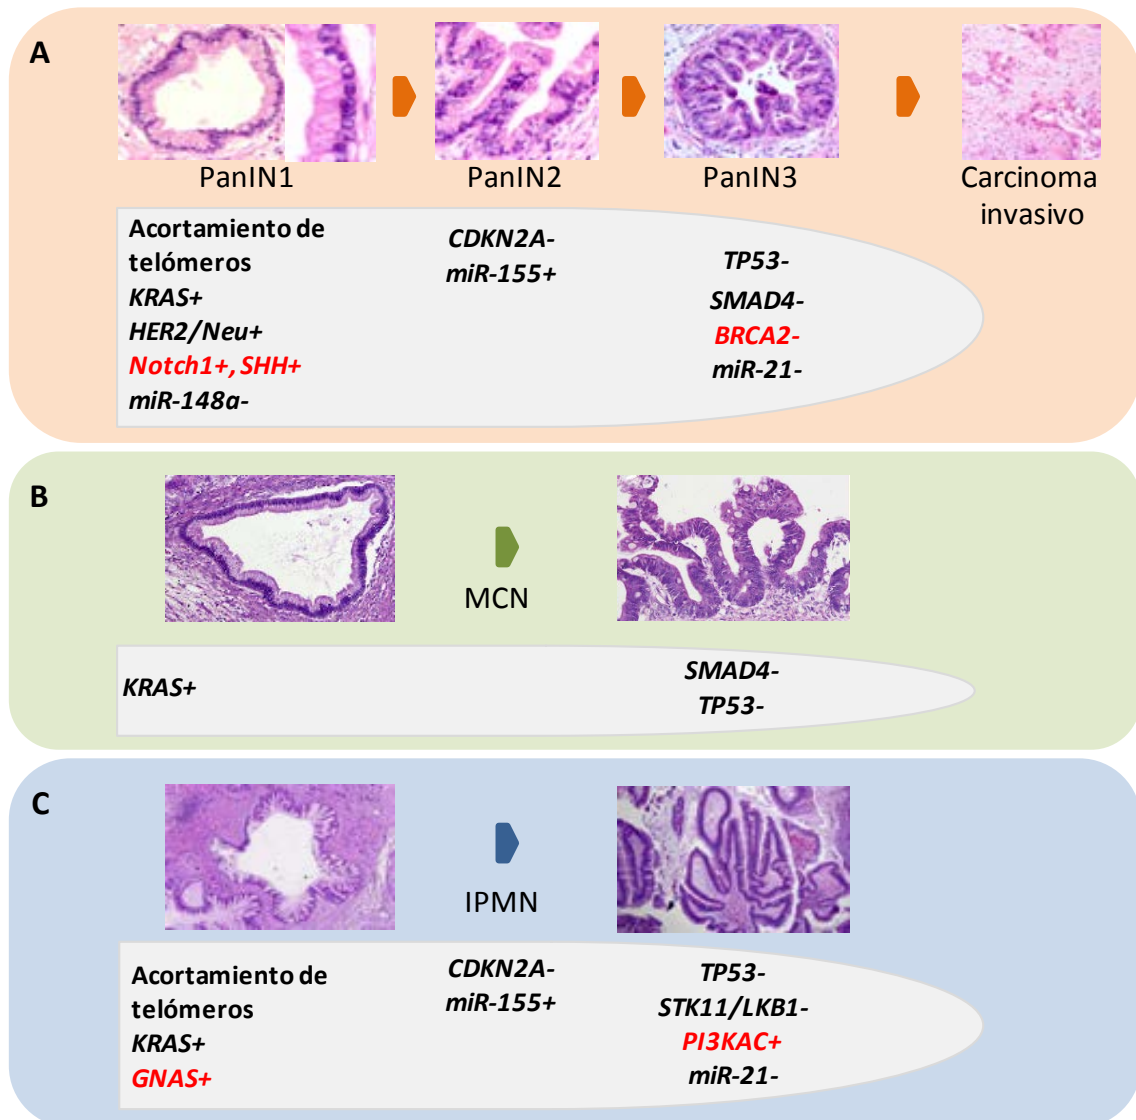 A
PanIN1
PanIN2
PanIN3
Carcinoma
invasivo
Acortamiento de
telómeros
KRAS+
HER2/Neu+
Notch1+, SHH+
miR-148a-
CDKN2A-
miR-155+
TP53-
SMAD4-
BRCA2-
miR-21-
B
MCN
KRAS+
SMAD4-
TP53-
C
IPMN
Acortamiento de
telómeros
KRAS+
GNAS+
CDKN2A-
miR-155+
TP53-
STK11/LKB1-
PI3KAC+
miR-21-